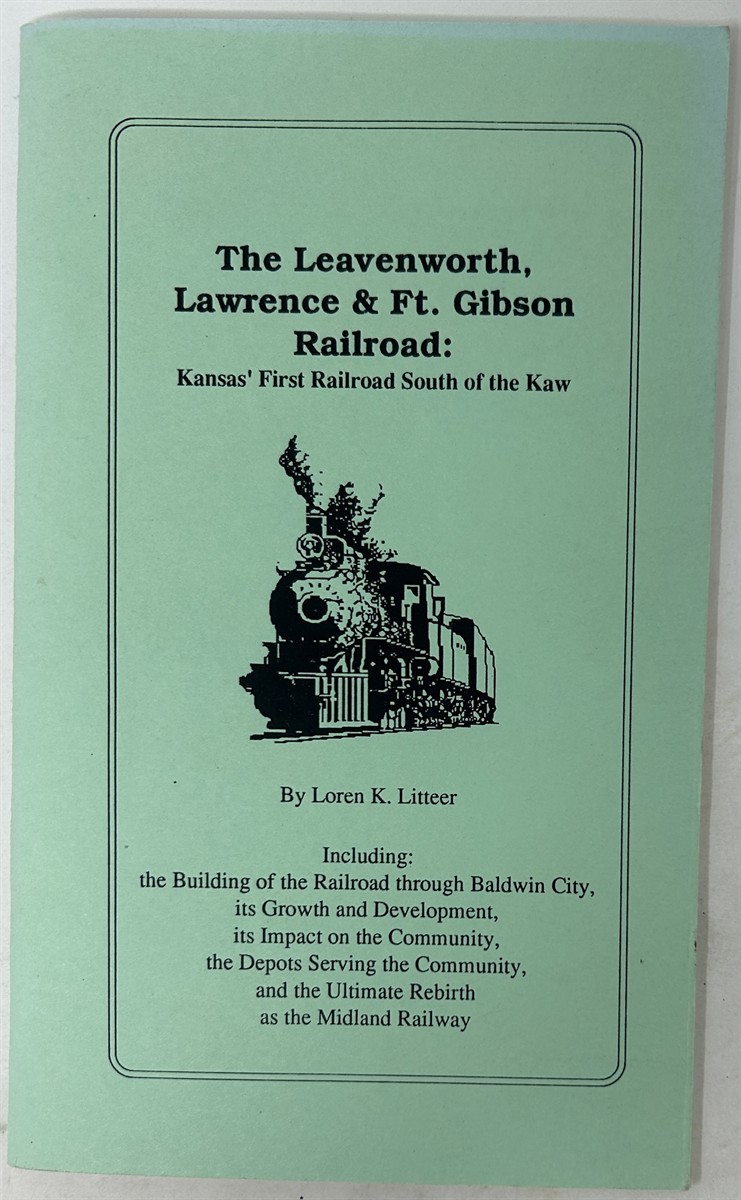 The Leavenworth,
Lawrence & Ft. Gibson
Railroad:
Kansas' First Railroad South of the Kaw
By Loren K. Litteer
Including:
the Building of the Railroad through Baldwin City,
its Growth and Development,
its Impact on the Community,
the Depots Serving the Community,
and the Ultimate Rebirth
as the Midland Railway